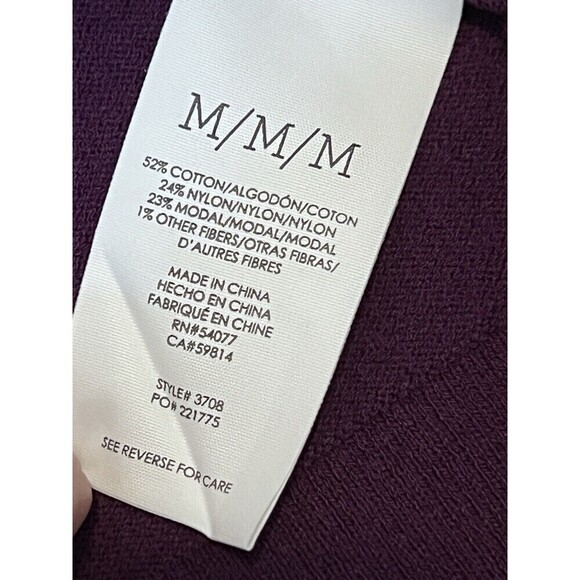 M/M/M
52% COTTON/ALGODÓN/COTON
24% NYLON/NYLON/NYLON
23% MODAL/MODAL/MODAL
1% OTHER FIBERS/OTRAS FIBRAS/
D'AUTRES FIBRES
MADE IN CHINA
HECHO EN CHINA
FABRIQUÉ EN CHINE
RN#54077
CA#59814
STYLE# 3708
PO# 221775
SEE REVERSE FOR CARE